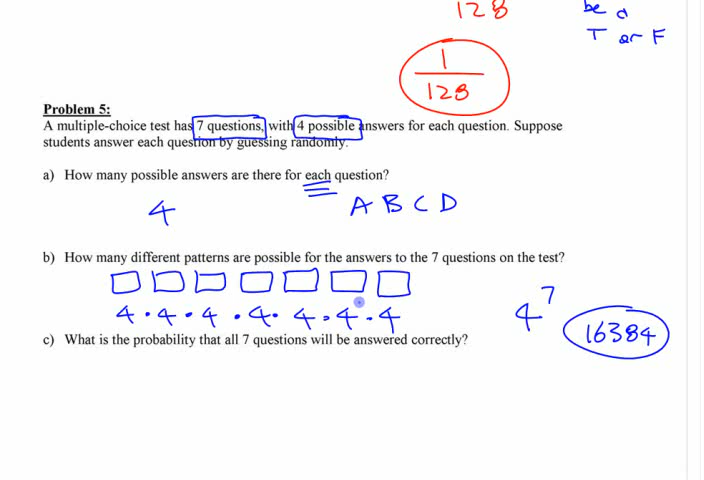 128
be a
T or F
1
128
Problem 5:
A multiple-choice test has 7 questions, with 4 possible answers for each question. Suppose
students answer each question by guessing randomly.
a) How many possible answers are there for each question?
4
A B C D
b) How many different patterns are possible for the answers to the 7 questions on the test?
4 · 4 · 4 · 4 · 4 · 4 · 4
4^7
16384
c) What is the probability that all 7 questions will be answered correctly?